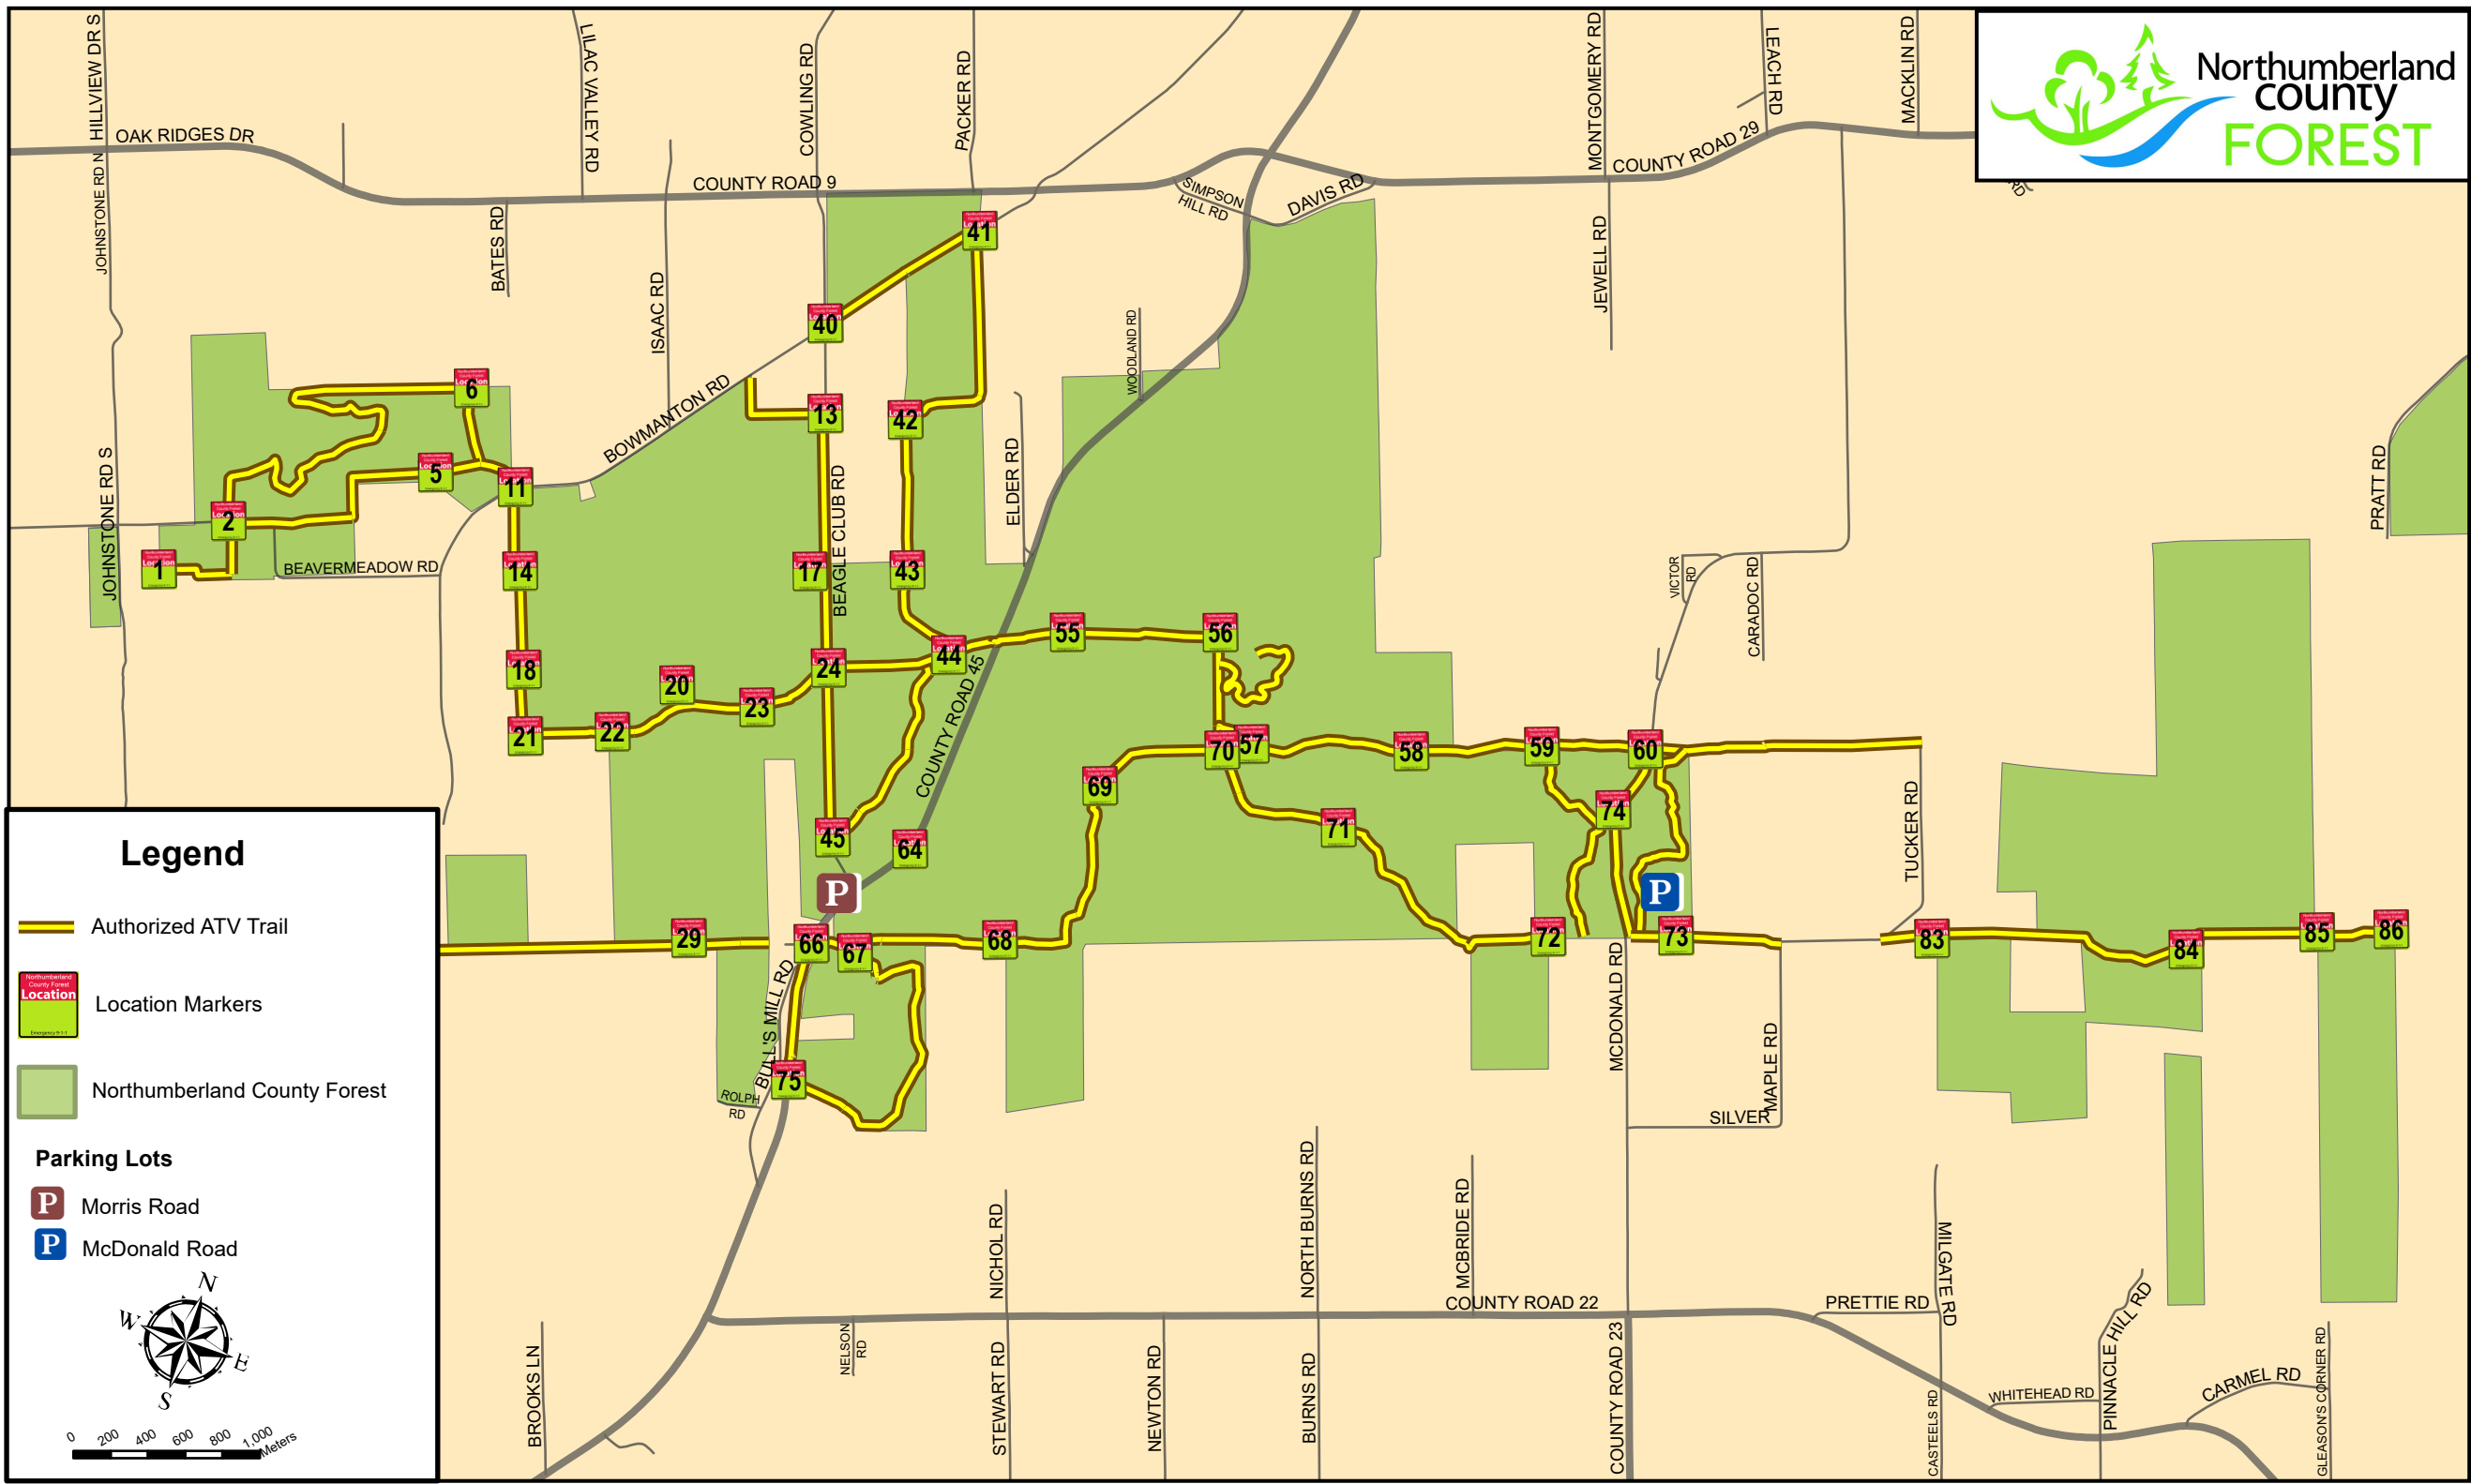 HILLVIEW DR S
LILAC VALLEY RD
COWLING RD
PACKER RD
MONTGOMERY RD
LEACH RD
MACKLIN RD
Northumberland
county
FOREST
OAK RIDGES DR
COUNTY ROAD 29
JOHNSTONE RD N
COUNTY ROAD 9
SIMPSON
HILL RD
DAVIS RD
RD
BATES RD
ISAAC RD
JEWELL RD
41
40
WOODLAND RD
BOWMANTON RD
6
13
42
5
11
ELDER RD
BEAGLE CLUB RD
PRATT RD
JOHNSTONE RD S
2
1
BEAVERMEADOW RD
14
17
43
VICTOR
RD
CARADOC RD
55
56
44
24
18
20
23
COUNTY ROAD 45
21
22
70
57
58
59
60
69
74
TUCKER RD
45
64
71
P
P
Legend
Authorized ATV Trail
Northumberland
County Forest
Location
Emergency 9-1-1
Location Markers
Northumberland County Forest
Parking Lots
P Morris Road
P McDonald Road
N
W
E
S
0 200 400 600 800 1,000
Meters
29
66
67
68
72
73
83
84
85
86
BULL'S MILL RD
75
ROLPH
RD
MCDONALD RD
MAPLE RD
SILVER
NICHOL RD
NORTH BURNS RD
MCBRIDE RD
MILGATE RD
COUNTY ROAD 22
PRETTIE RD
BROOKS LN
NELSON
RD
STEWART RD
NEWTON RD
BURNS RD
COUNTY ROAD 23
CASTEELS RD
WHITEHEAD RD
PINNACLE HILL RD
CARMEL RD
GLEASON'S CORNER RD